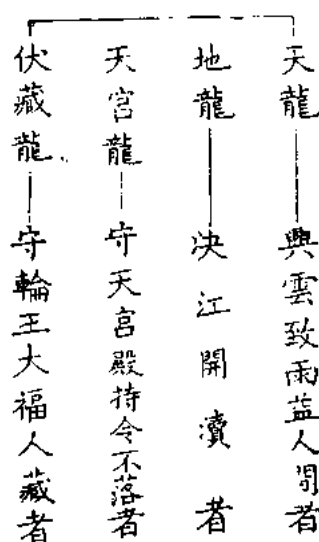 天龍 興雲致雨益人間者
地龍 決江開瀆者
天宮龍 守天宮殿持令不落者
伏藏龍 守輪王大福人藏者